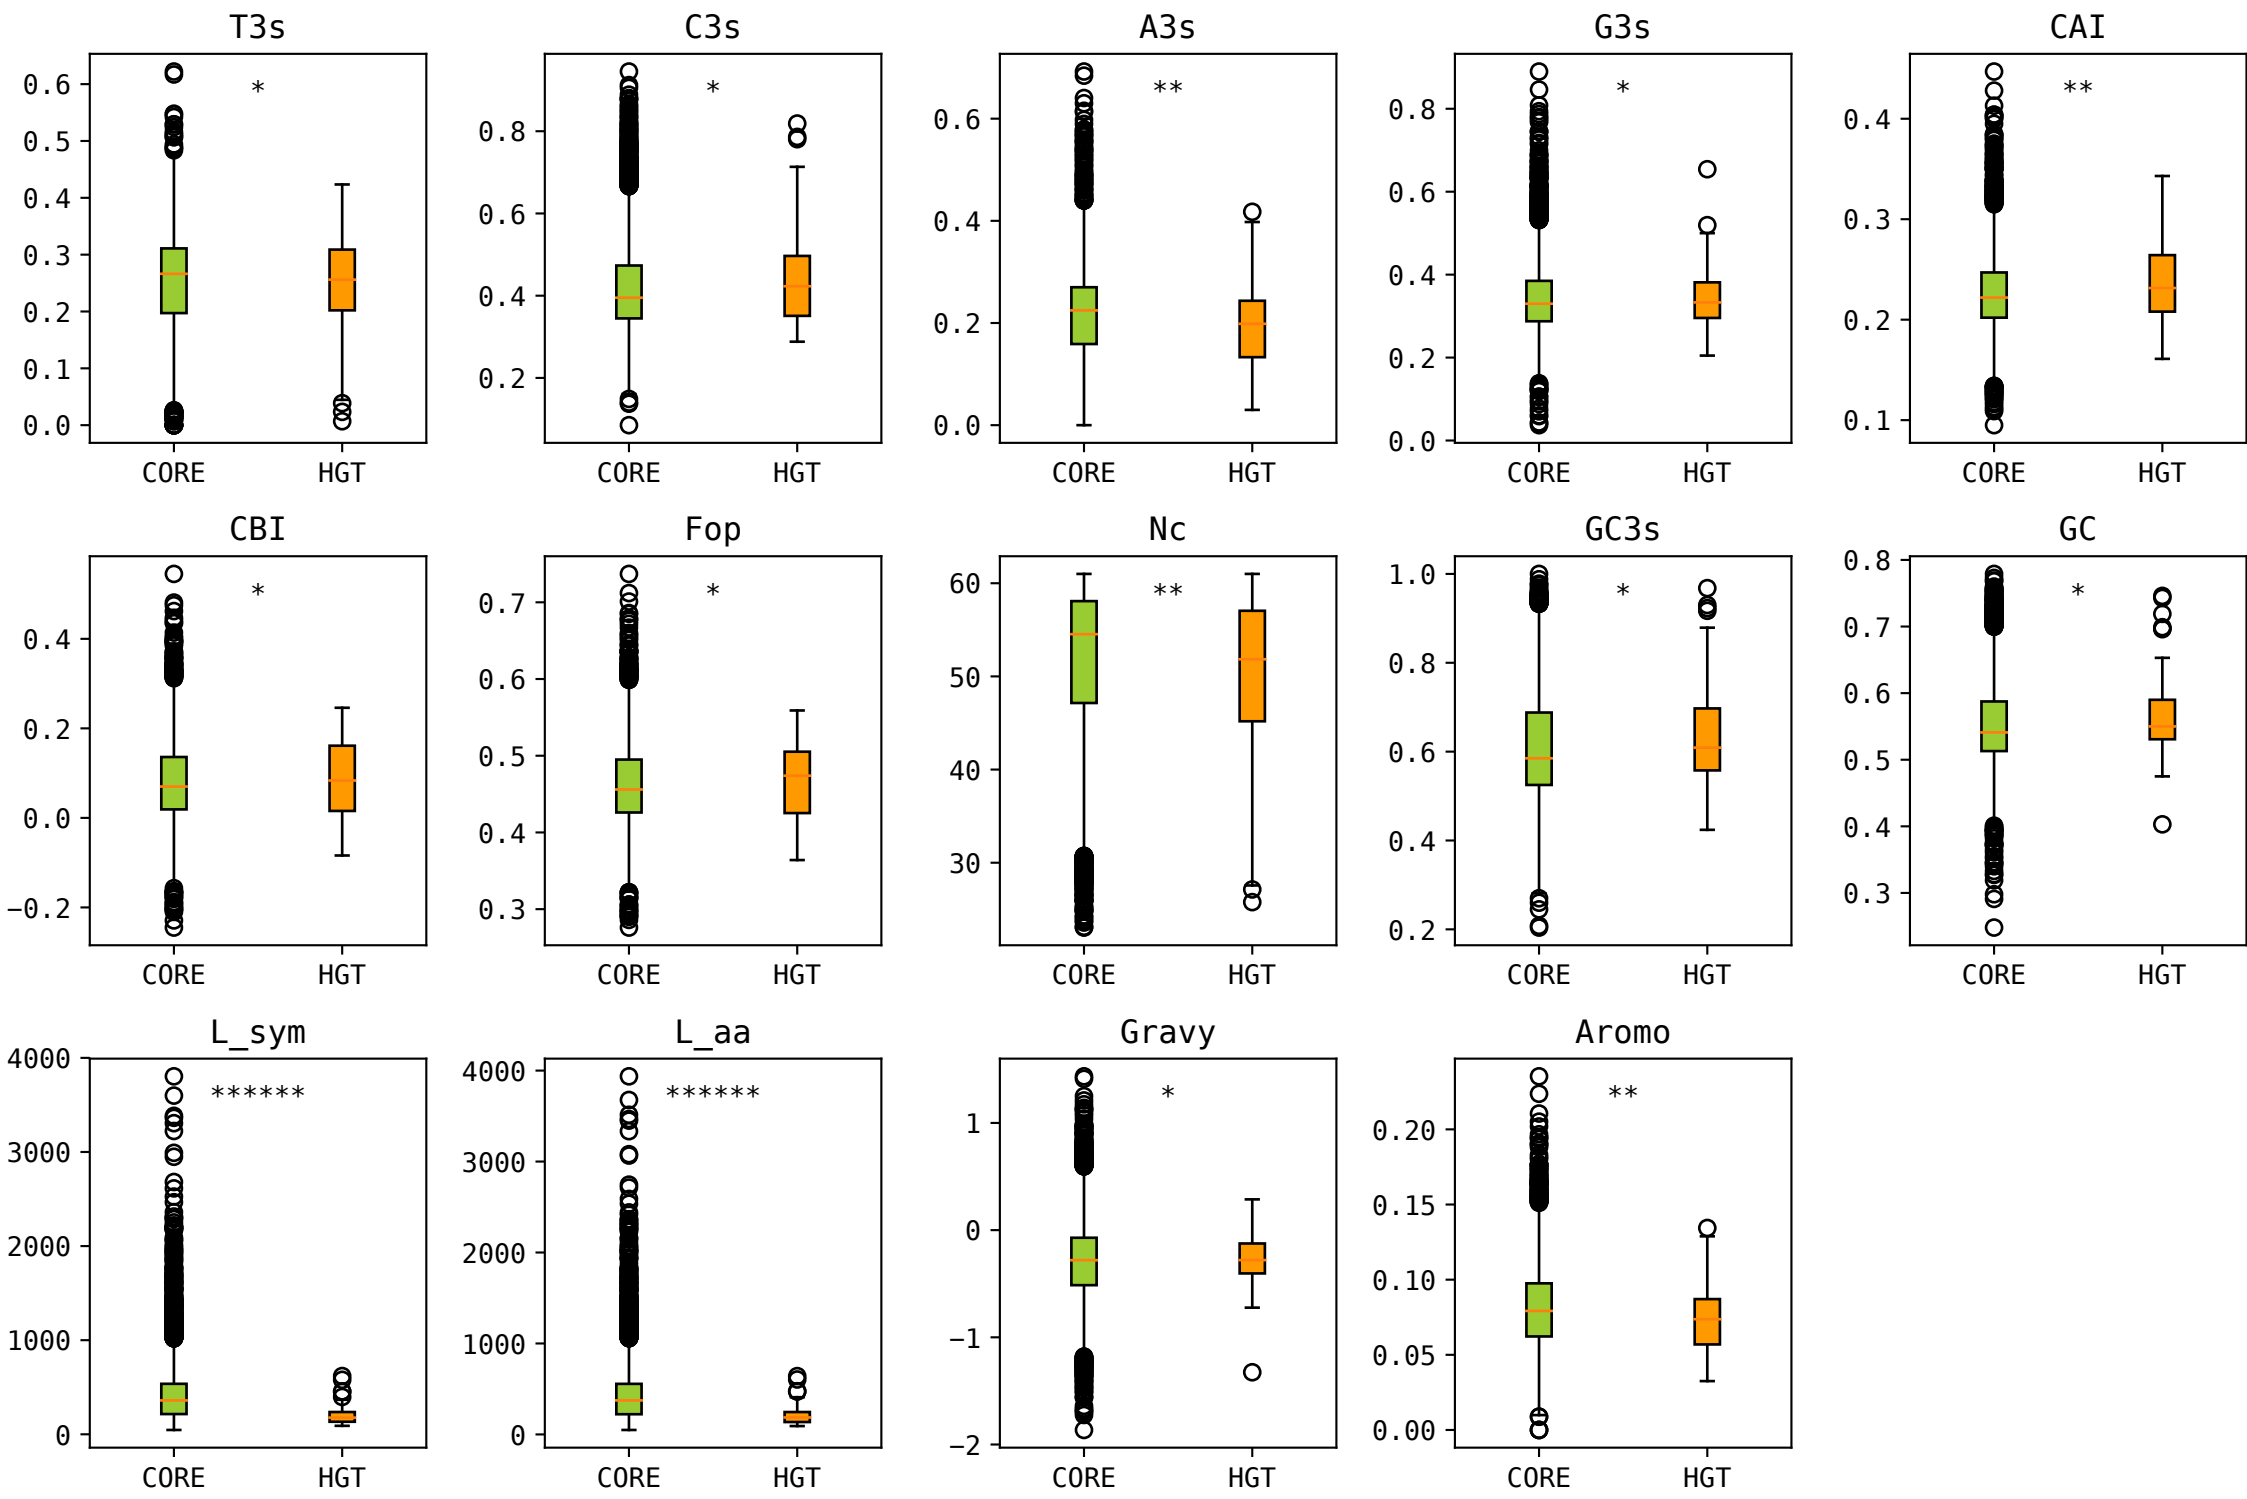 T3s C3s A3s G3s CAI
* * ** * **
0.6 0.5 0.4 0.3 0.2 0.1 0.0
0.8 0.6 0.4 0.2
0.6 0.4 0.2 0.0
0.8 0.6 0.4 0.2 0.0
0.4 0.3 0.2 0.1
CORE HGT CORE HGT CORE HGT CORE HGT CORE HGT
CBI Fop Nc GC3s GC
* * ** * *
0.4 0.2 0.0 −0.2
0.7 0.6 0.5 0.4 0.3
60 50 40 30
1.0 0.8 0.6 0.4 0.2
0.8 0.7 0.6 0.5 0.4 0.3
CORE HGT CORE HGT CORE HGT CORE HGT CORE HGT
L_sym L_aa Gravy Aromo
****** ****** * **
4000 3000 2000 1000 0
4000 3000 2000 1000 0
1 0 −1 −2
0.20 0.15 0.10 0.05 0.00
CORE HGT CORE HGT CORE HGT CORE HGT